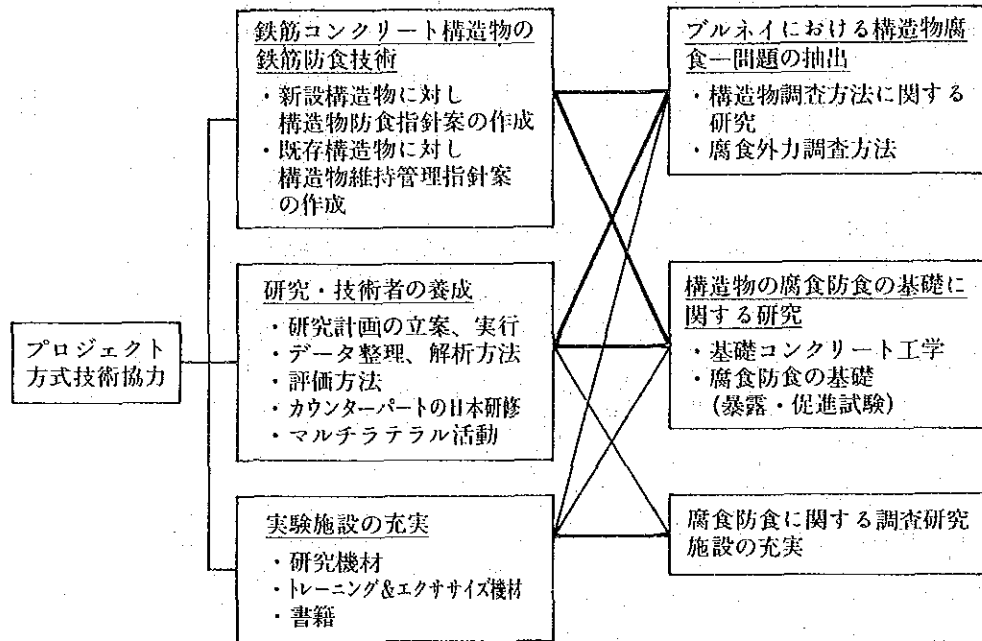 プロジェクト
方式技術協力
鉄筋コンクリート構造物の
鉄筋防食技術
・新設構造物に対し
構造物防食指針案の作成
・既存構造物に対し
構造物維持管理指針案
の作成
研究・技術者の養成
・研究計画の立案、実行
・データ整理、解析方法
・評価方法
・カウンターパートの日本研修
・マルチラテラル活動
実験施設の充実
・研究機材
・トレーニング&エクササイズ機材
・書籍
ブルネイにおける構造物腐
食―問題の抽出
・構造物調査方法に関する
研究
・腐食外力調査方法
構造物の腐食防食の基礎に
関する研究
・基礎コンクリート工学
・腐食防食の基礎
(暴露・促進試験)
腐食防食に関する調査研究
施設の充実